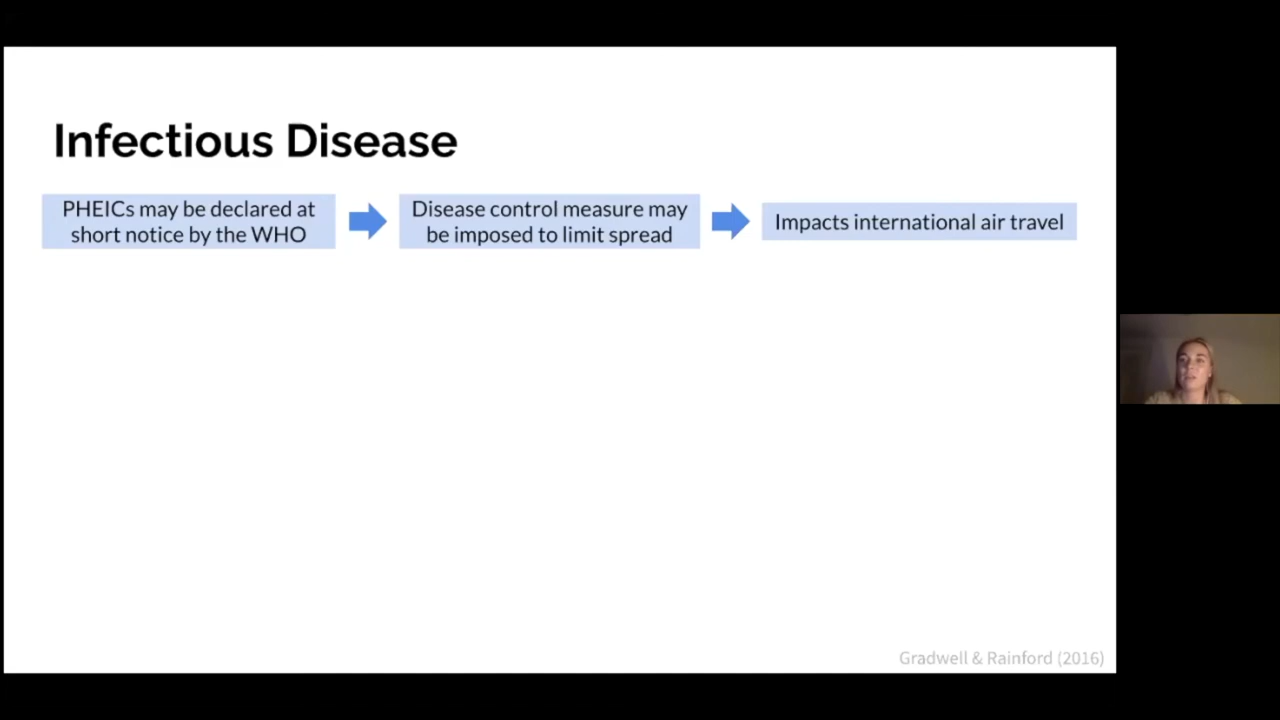 Infectious Disease
PHEICs may be declared at
short notice by the WHO
Disease control measure may
be imposed to limit spread
Impacts international air travel
Gradwell & Rainford (2016)